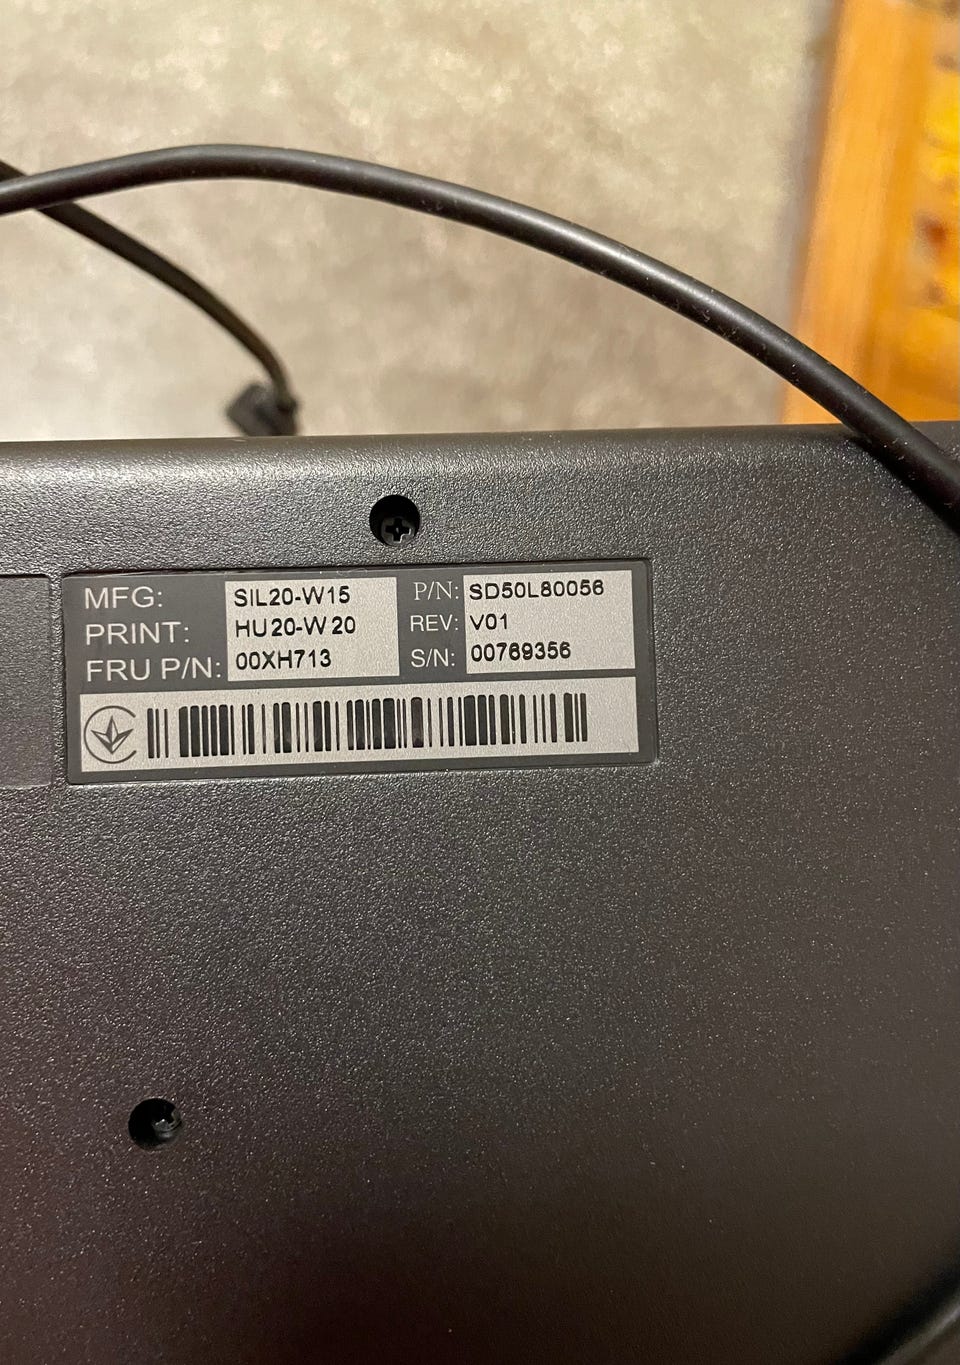 MFG: SIL20-W15 P/N: SD50L80056
PRINT: HU20-W20 REV: V01
FRU P/N: 00XH713 S/N: 00769356